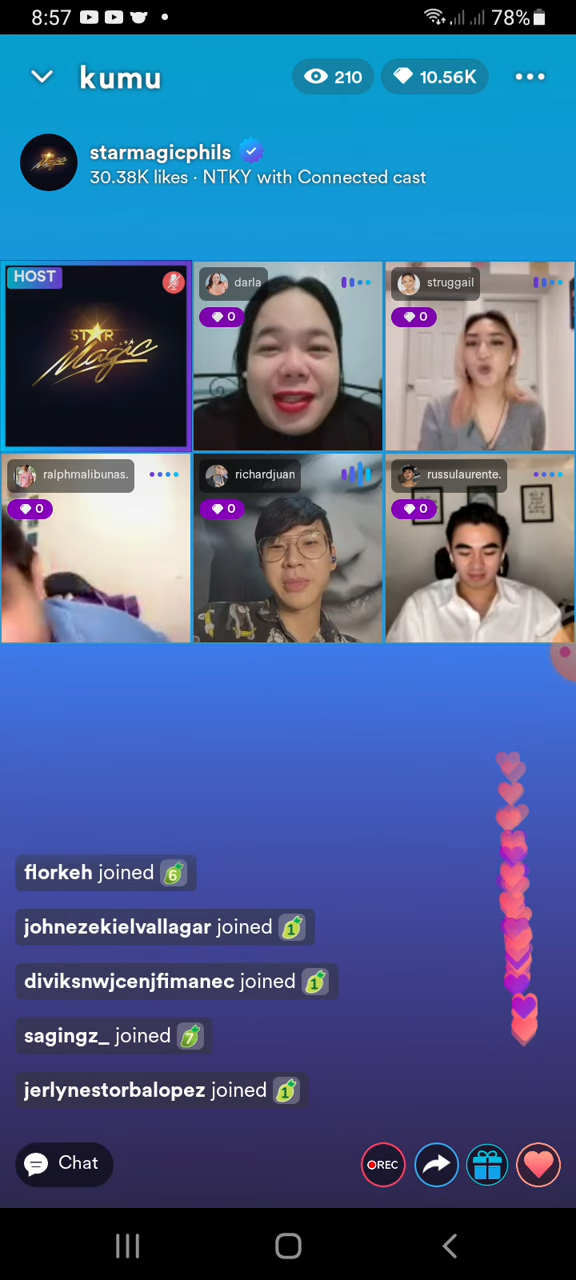 8:57
78%
kumu
210
10.56K
starmagicphils
30.38K likes · NTKY with Connected cast
HOST
STAR
Magic
darla
0
struggail
0
ralphmalibunas.
0
richardjuan
0
russulaurente.
0
florkeh joined 6
johnezekielvallagar joined 1
diviksnwjcenjfimanec joined 1
sagingz_ joined 7
jerlynestorbalopez joined 1
Chat
REC